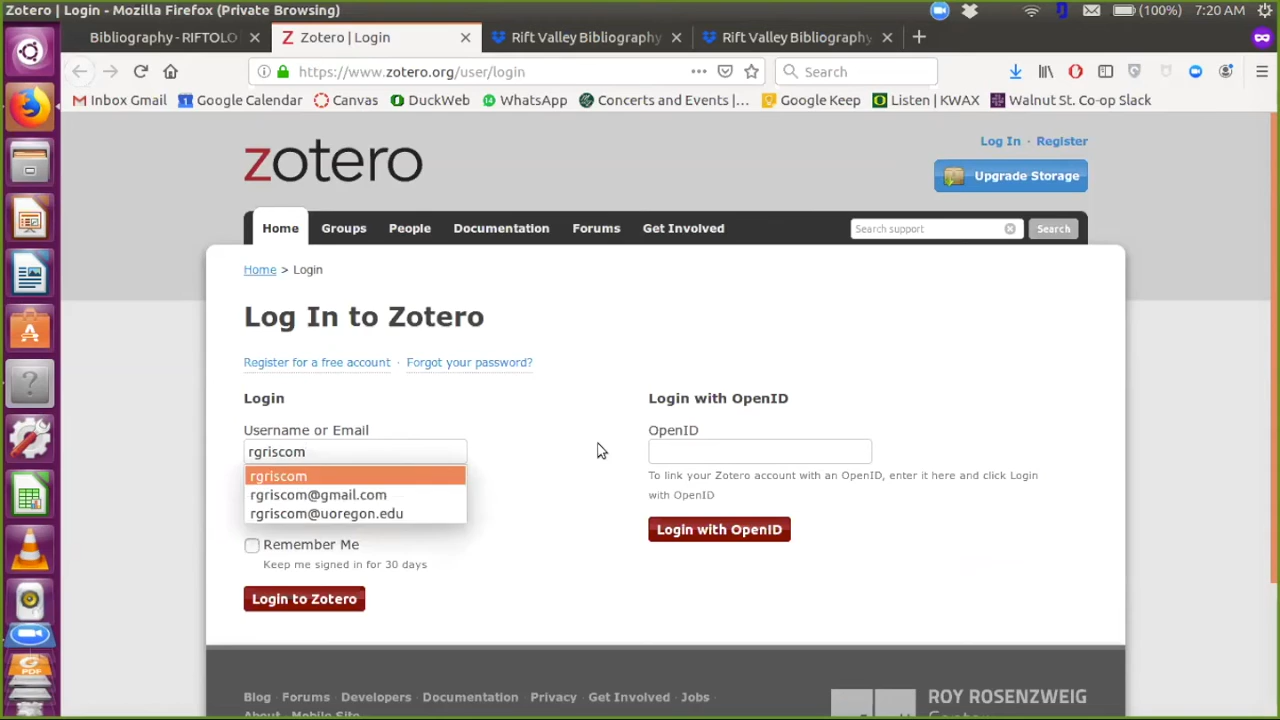 Zotero | Login - Mozilla Firefox (Private Browsing)
(100%) 7:20 AM
Bibliography - RIFTOLO
Z Zotero | Login
Rift Valley Bibliography
Rift Valley Bibliography
https://www.zotero.org/user/login
Search
Inbox Gmail
Google Calendar
Canvas
DuckWeb
WhatsApp
Concerts and Events |...
Google Keep
Listen | KWAX
Walnut St. Co-op Slack
zotero
Log In · Register
Upgrade Storage
Home Groups People Documentation Forums Get Involved
Search support
Search
Home > Login
Log In to Zotero
Register for a free account · Forgot your password?
Login
Username or Email
rgriscom
rgriscom
rgriscom@gmail.com
rgriscom@uoregon.edu
Remember Me
Keep me signed in for 30 days
Login to Zotero
Login with OpenID
OpenID
To link your Zotero account with an OpenID, enter it here and click Login
with OpenID
Login with OpenID
Blog Forums Developers Documentation Privacy Get Involved Jobs
About Mobile Site
ROY ROSENZWEIG
PDF